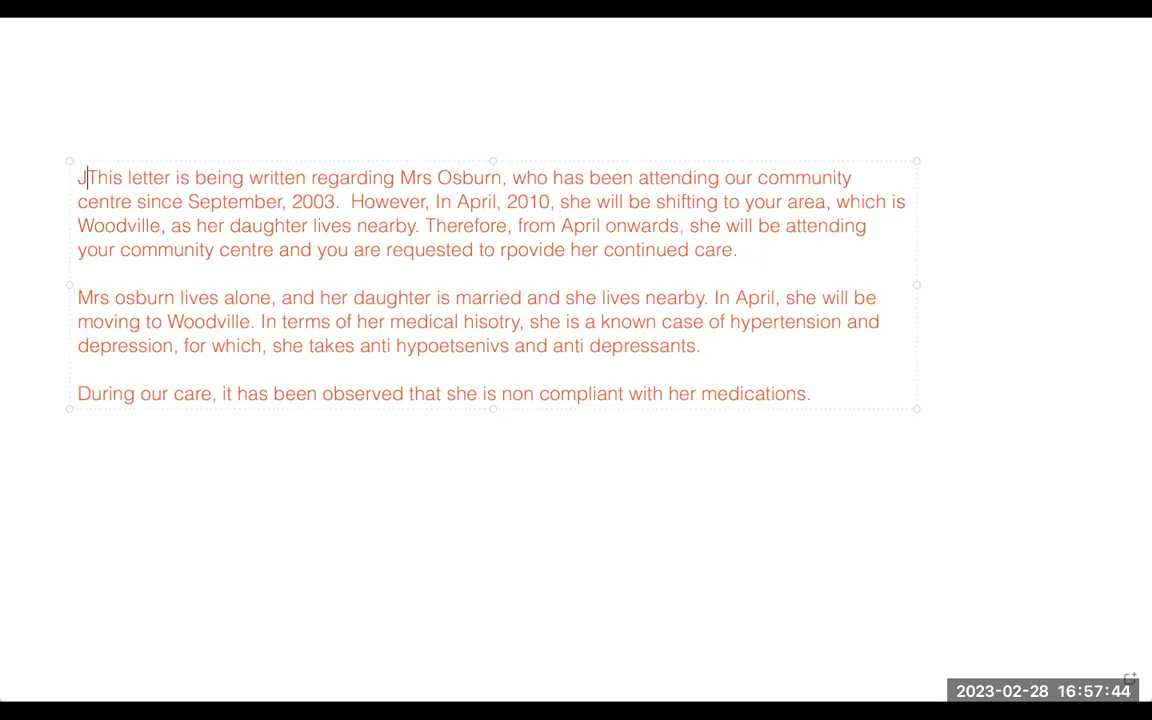 JThis letter is being written regarding Mrs Osburn, who has been attending our community
centre since September, 2003.  However, In April, 2010, she will be shifting to your area, which is
Woodville, as her daughter lives nearby. Therefore, from April onwards, she will be attending
your community centre and you are requested to rpovide her continued care.
Mrs osburn lives alone, and her daughter is married and she lives nearby. In April, she will be
moving to Woodville. In terms of her medical hisotry, she is a known case of hypertension and
depression, for which, she takes anti hypoetsenivs and anti depressants.
During our care, it has been observed that she is non compliant with her medications.
2023-02-28 16:57:44